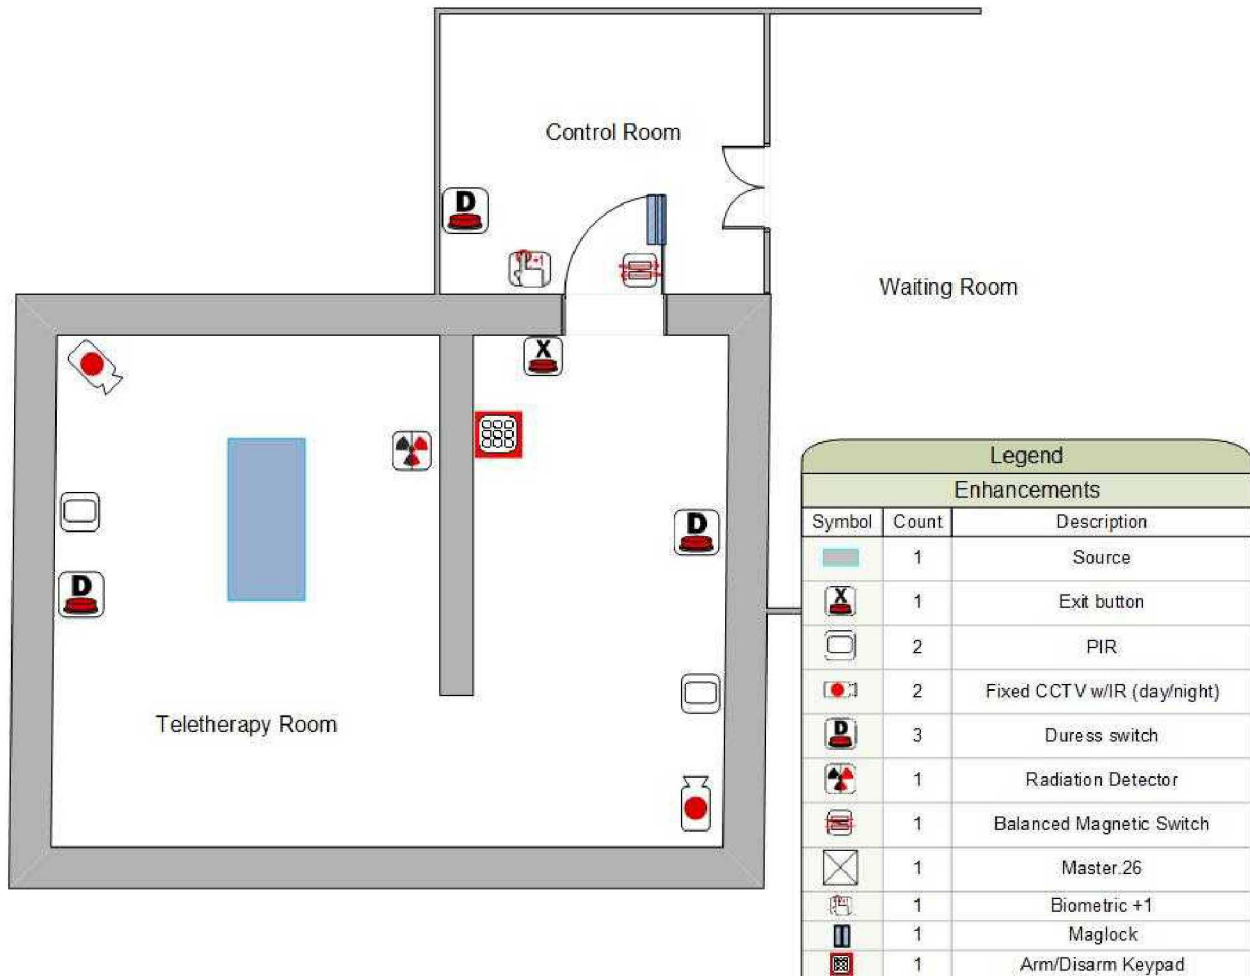 Control Room
D
+1
Waiting Room
X
D
D
Teletherapy Room
Legend
Enhancements
Symbol Count Description
1 Source
X 1 Exit button
2 PIR
2 Fixed CCTV w/IR (day/night)
D 3 Duress switch
1 Radiation Detector
1 Balanced Magnetic Switch
1 Master.26
1 Biometric +1
1 Maglock
1 Arm/Disarm Keypad